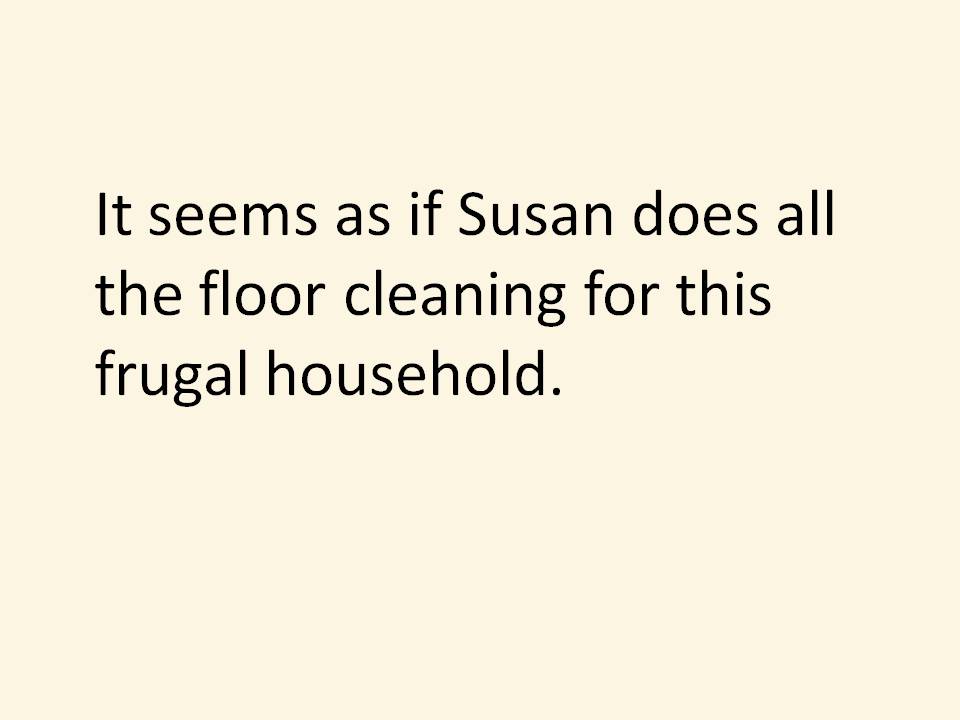 It seems as if Susan does all
the floor cleaning for this
frugal household.